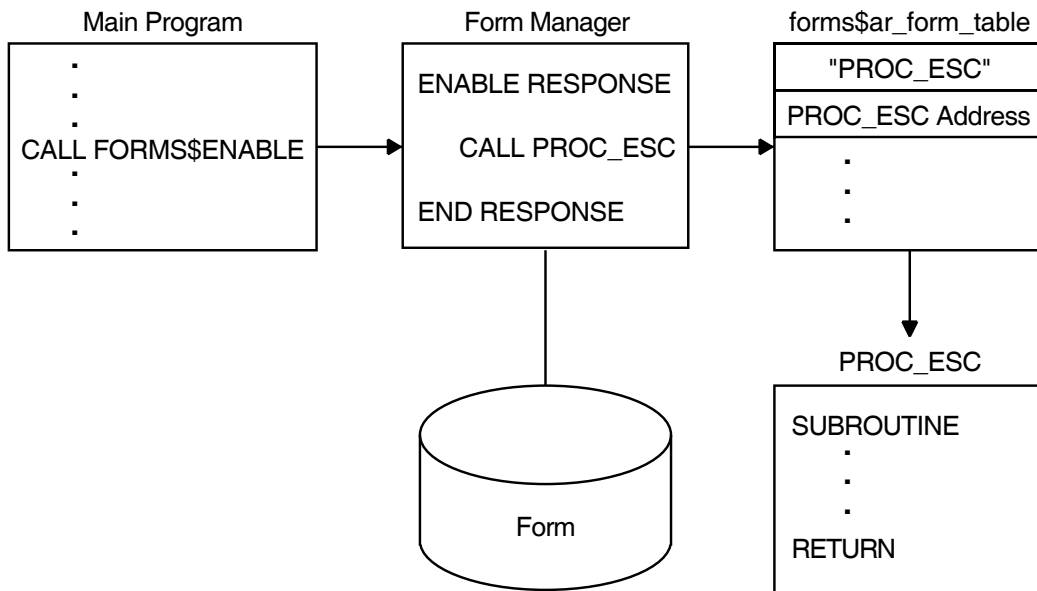 Main Program
.
.
.
CALL FORMS$ENABLE
.
.
.
Form Manager
ENABLE RESPONSE
CALL PROC_ESC
END RESPONSE
forms$ar_form_table
"PROC_ESC"
PROC_ESC Address
.
.
.
PROC_ESC
SUBROUTINE
.
.
.
RETURN
Form